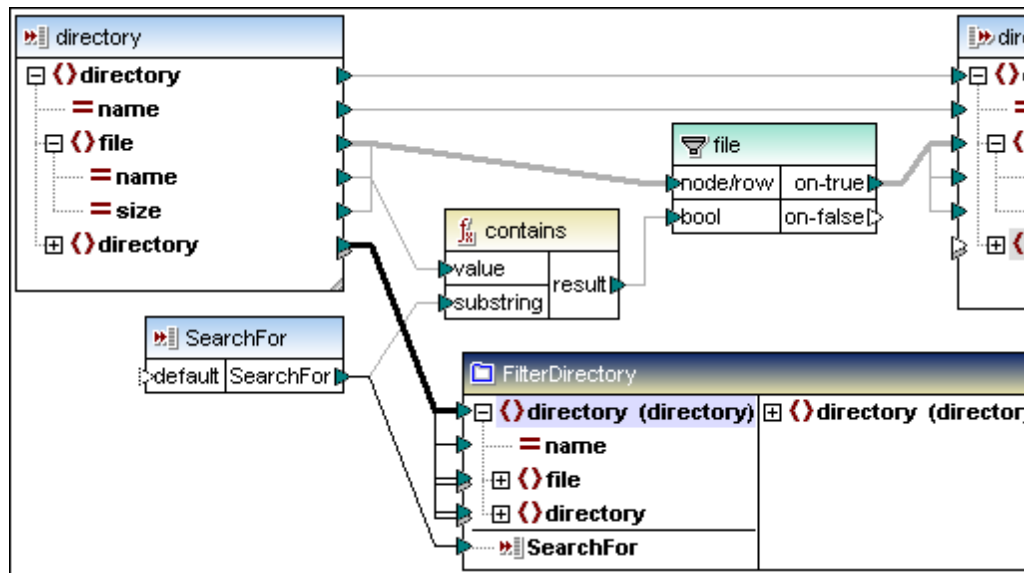 directory
directory
name
file
name
size
directory
SearchFor
default SearchFor
contains
value
substring
result
file
node/row on-true
bool on-false
FilterDirectory
directory (directory)
name
file
directory
SearchFor